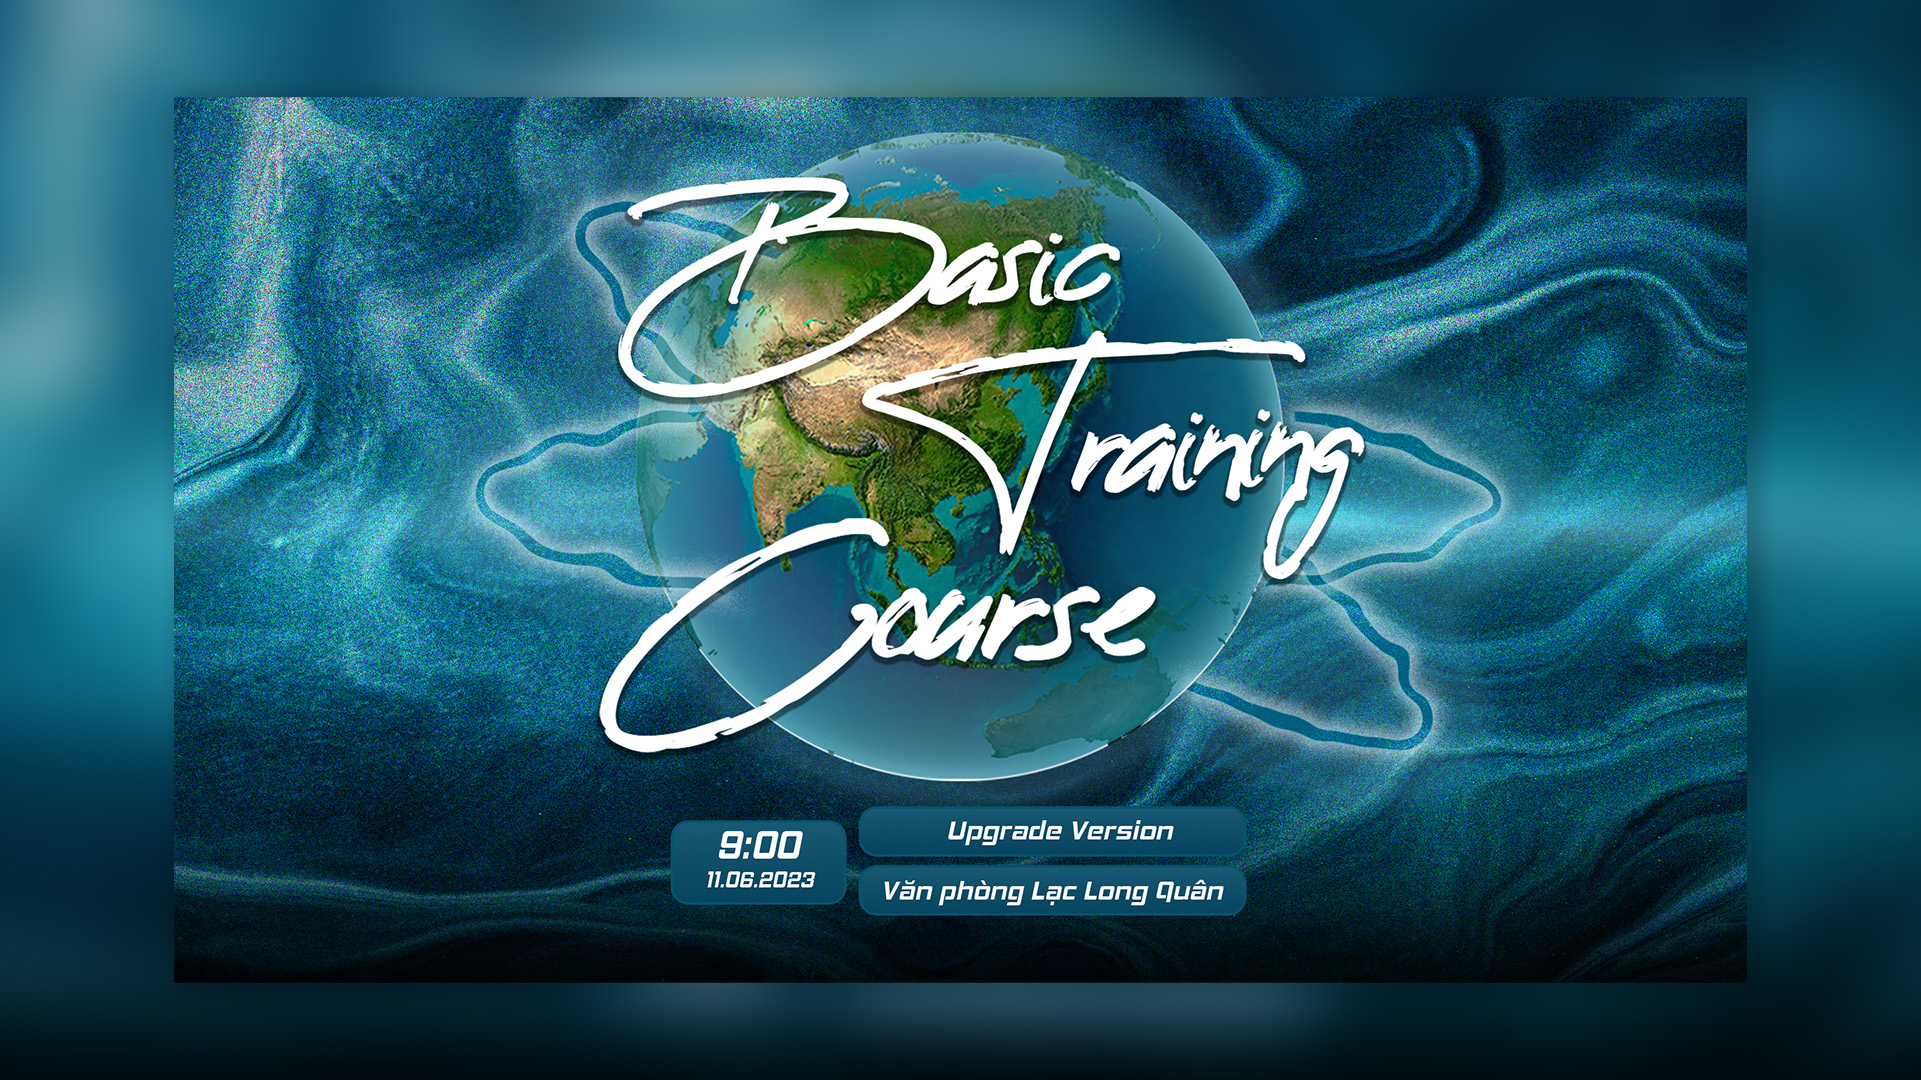 Basic
Training
Course
9:00
11.06.2023
Upgrade Version
Văn phòng Lạc Long Quân